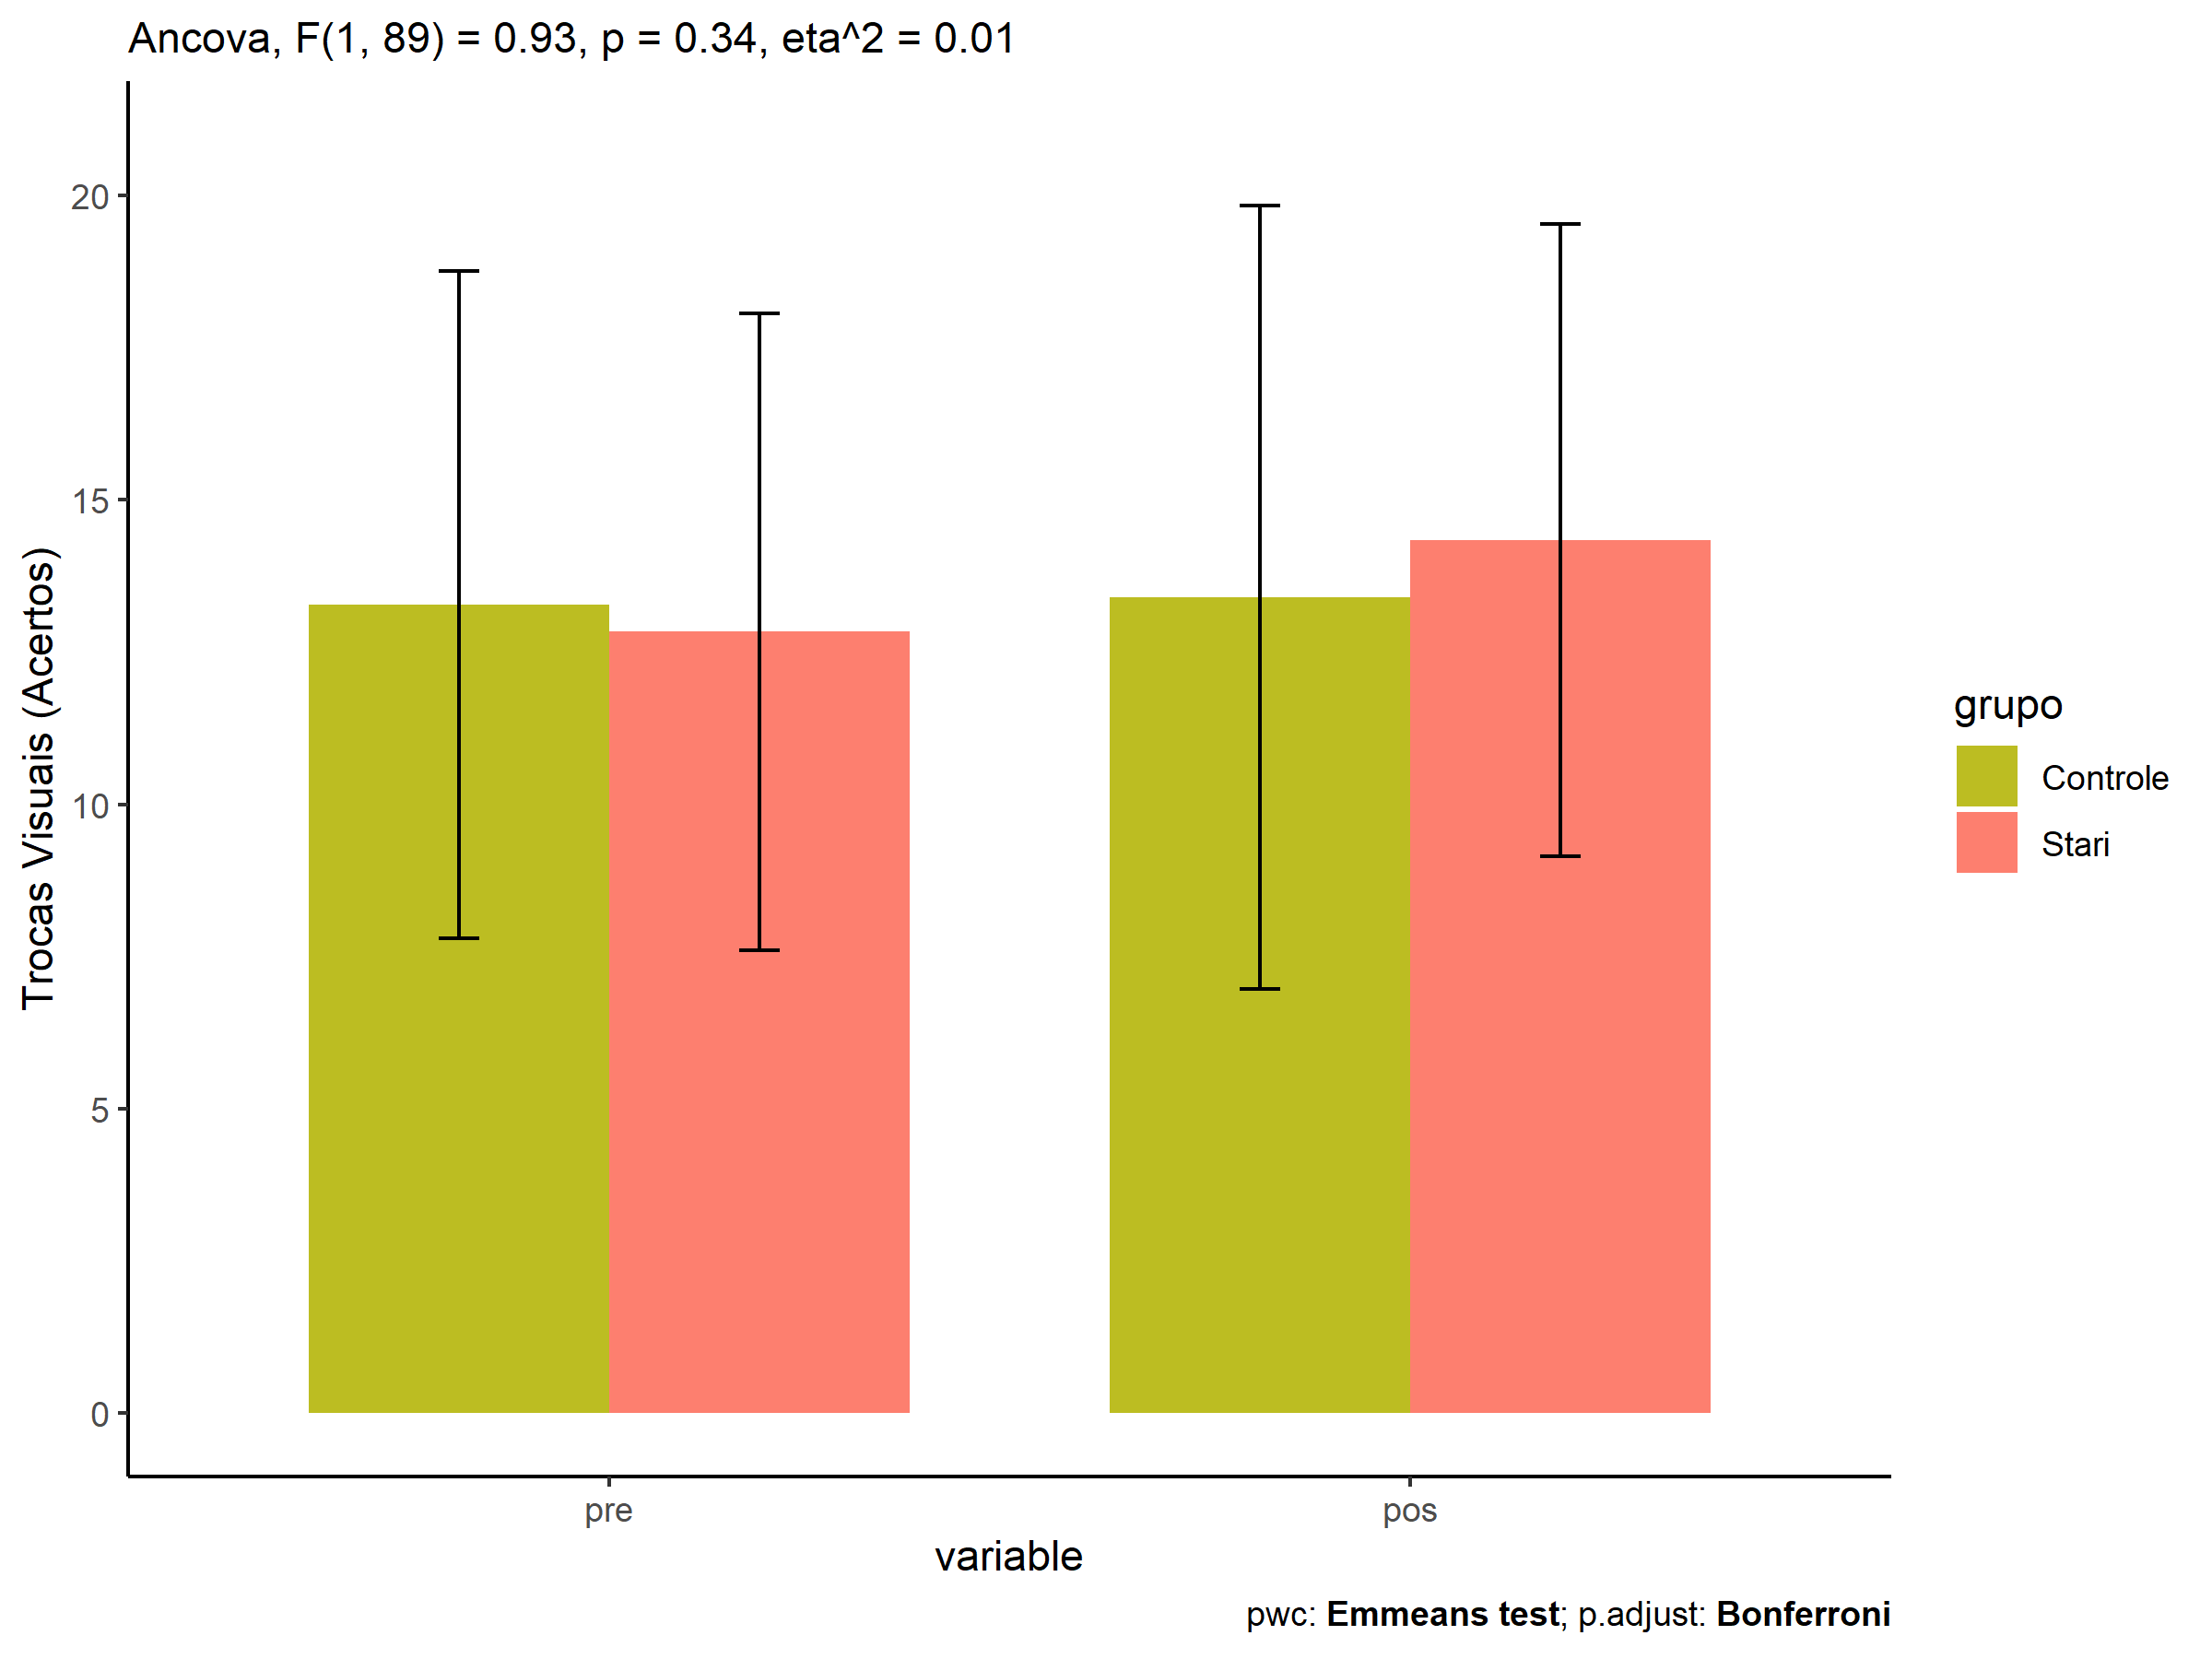 Ancova, F(1, 89) = 0.93, p = 0.34, eta^2 = 0.01
Trocas Visuais (Acertos)
20
15
10
5
0
pre
pos
variable
grupo
Controle
Stari
pwc: Emmeans test; p.adjust: Bonferroni